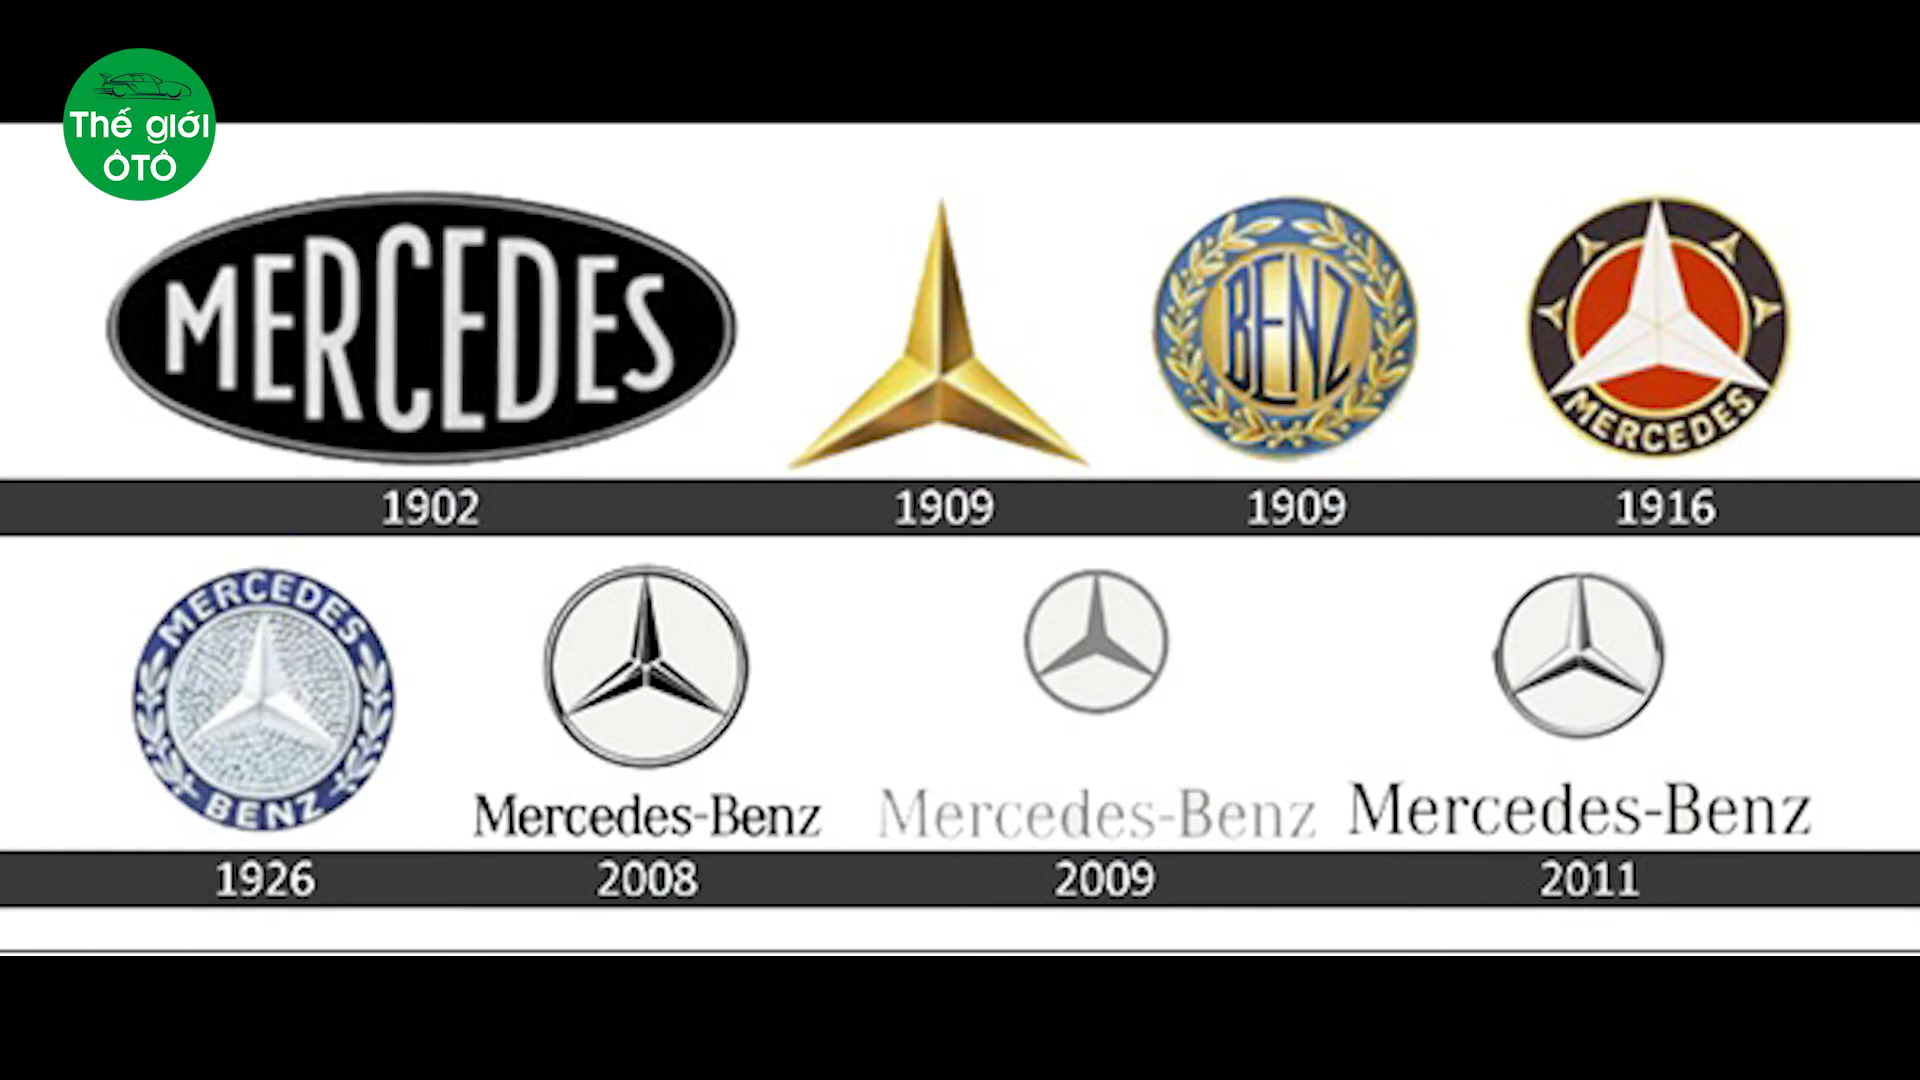 Thế giới
ÔTÔ
MERCEDES
BENZ
MERCEDES
1902
1909
1909
1916
MERCEDES
BENZ
Mercedes-Benz
Mercedes-Benz
Mercedes-Benz
1926
2008
2009
2011